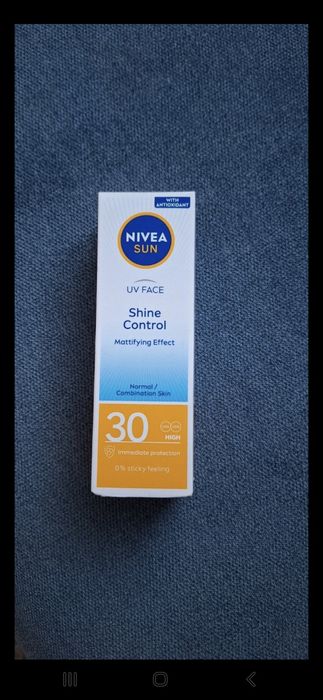 WITH
ANTIOXIDANT
NIVEA
SUN
UV FACE
Shine
Control
Mattifying Effect
Normal /
Combination Skin
30
HIGH
immediate protection
0% sticky feeling